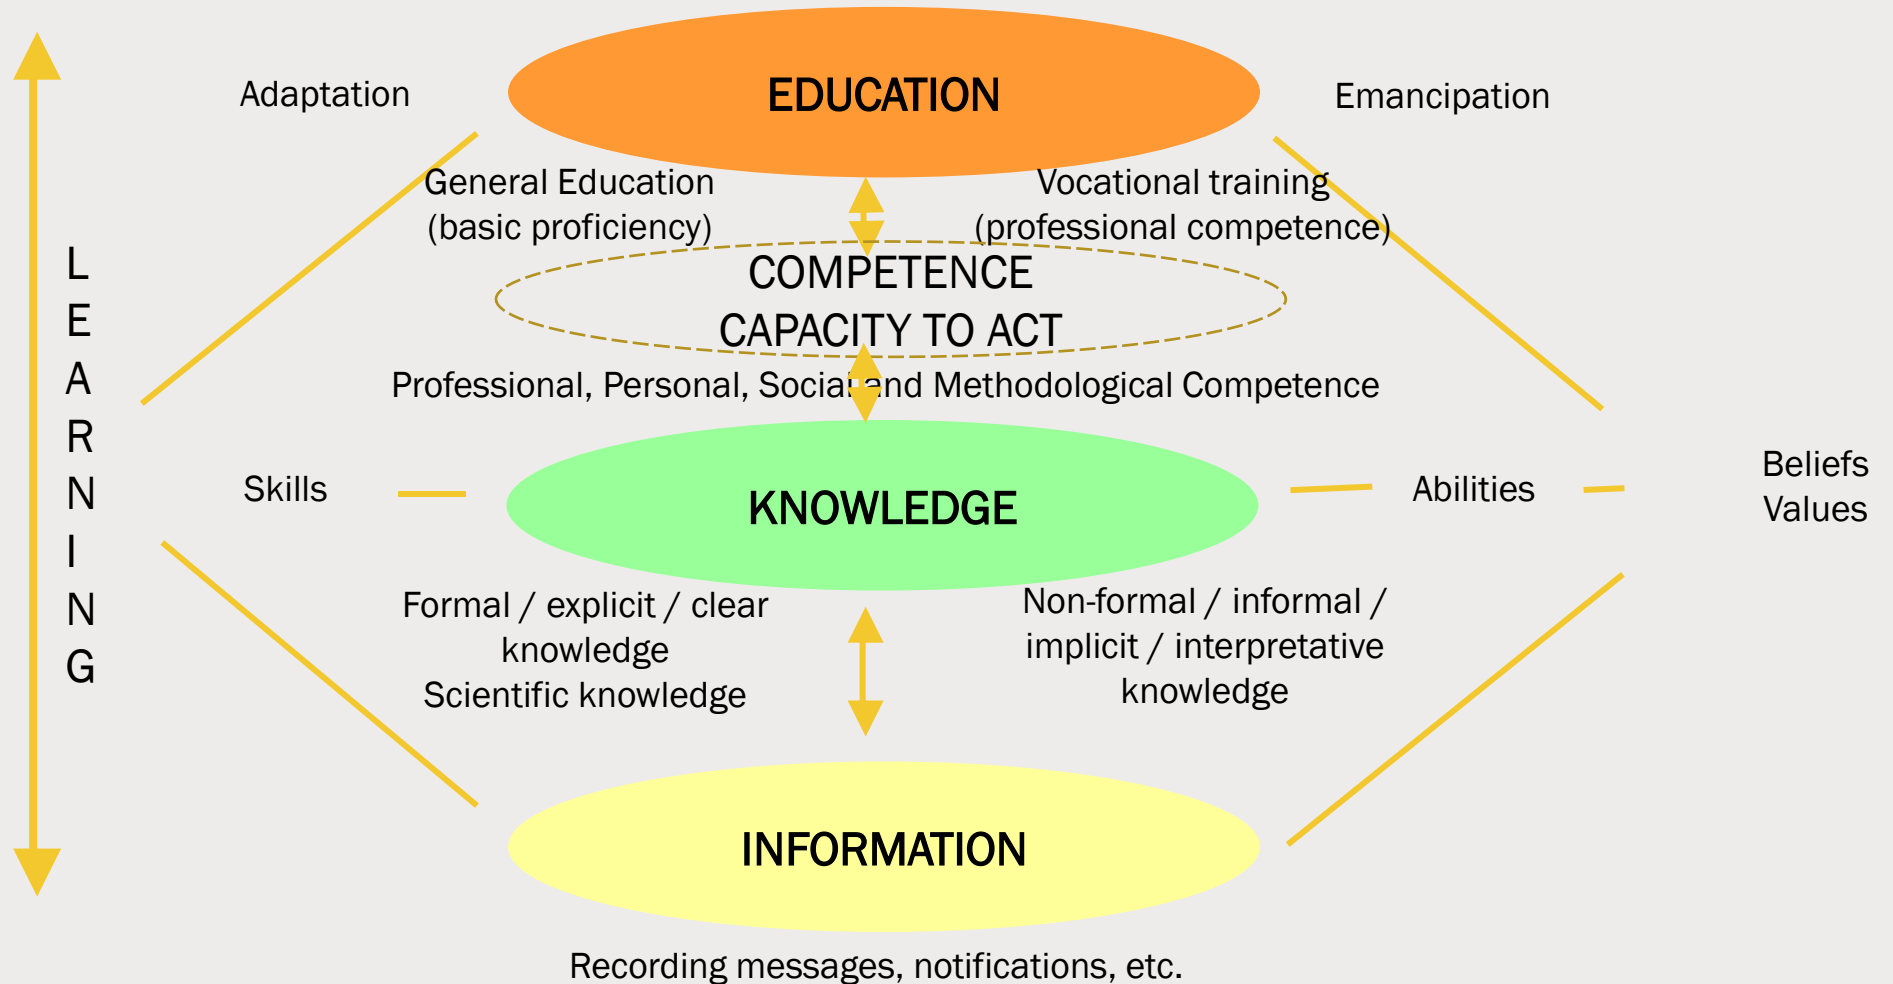 Adaptation
EDUCATION
Emancipation
General Education
(basic proficiency)
Vocational training
(professional competence)
COMPETENCE
CAPACITY TO ACT
Professional, Personal, Social and Methodological Competence
L
E
A
R
N
I
N
G
Skills
KNOWLEDGE
Abilities
Beliefs
Values
Formal / explicit / clear
knowledge
Scientific knowledge
Non-formal / informal /
implicit / interpretative
knowledge
INFORMATION
Recording messages, notifications, etc.